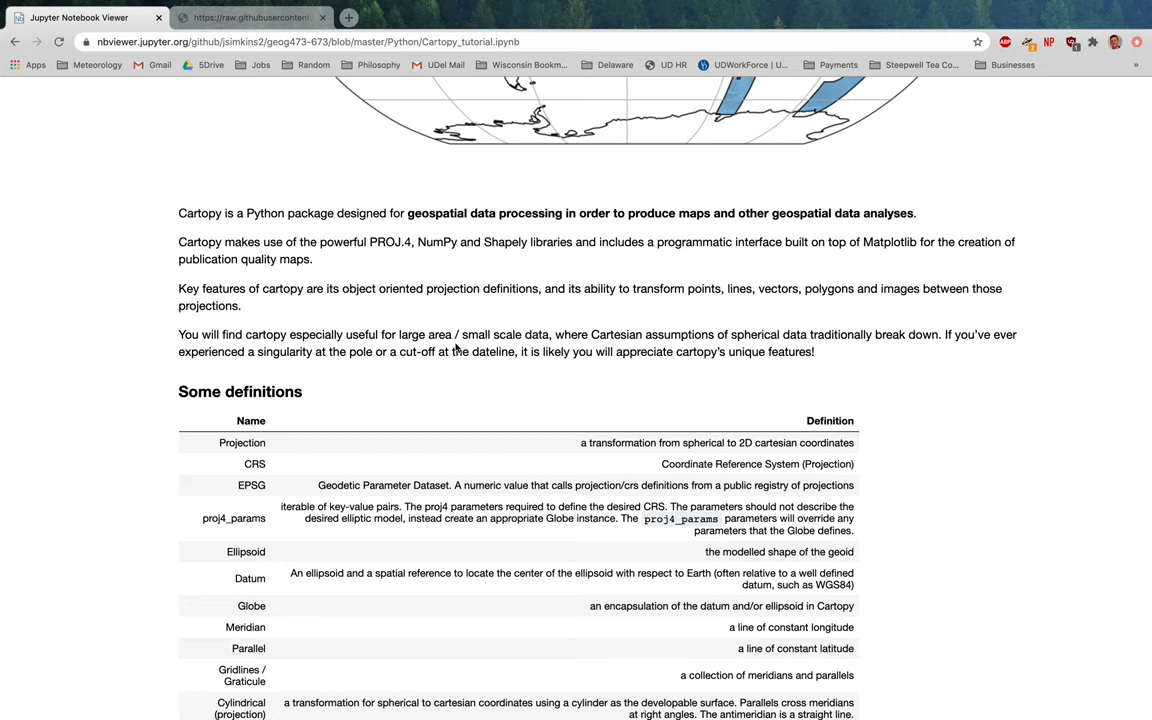 Jupyter Notebook Viewer
https://raw.githubusercontent.
nbviewer.jupyter.org/github/jsimkins2/geog473-673/blob/master/Python/Cartopy_tutorial.ipynb
ABP
2
NP
1
Apps
Meteorology
Gmail
5Drive
Jobs
Random
Philosophy
UDel Mail
Wisconsin Bookm...
Delaware
UD HR
UDWorkForce | U...
Payments
Steepwell Tea Co...
Businesses
»
Cartopy is a Python package designed for geospatial data processing in order to produce maps and other geospatial data analyses.
Cartopy makes use of the powerful PROJ.4, NumPy and Shapely libraries and includes a programmatic interface built on top of Matplotlib for the creation of
publication quality maps.
Key features of cartopy are its object oriented projection definitions, and its ability to transform points, lines, vectors, polygons and images between those
projections.
You will find cartopy especially useful for large area / small scale data, where Cartesian assumptions of spherical data traditionally break down. If you’ve ever
experienced a singularity at the pole or a cut-off at the dateline, it is likely you will appreciate cartopy’s unique features!
Some definitions
Name Definition
Projection a transformation from spherical to 2D cartesian coordinates
CRS Coordinate Reference System (Projection)
EPSG Geodetic Parameter Dataset. A numeric value that calls projection/crs definitions from a public registry of projections
proj4_params
iterable of key-value pairs. The proj4 parameters required to define the desired CRS. The parameters should not describe the
desired elliptic model, instead create an appropriate Globe instance. The proj4_params parameters will override any
parameters that the Globe defines.
Ellipsoid the modelled shape of the geoid
Datum
An ellipsoid and a spatial reference to locate the center of the ellipsoid with respect to Earth (often relative to a well defined
datum, such as WGS84)
Globe an encapsulation of the datum and/or ellipsoid in Cartopy
Meridian a line of constant longitude
Parallel a line of constant latitude
Gridlines /
Graticule
a collection of meridians and parallels
Cylindrical
(projection)
a transformation for spherical to cartesian coordinates using a cylinder as the developable surface. Parallels cross meridians
at right angles. The antimeridian is a straight line.